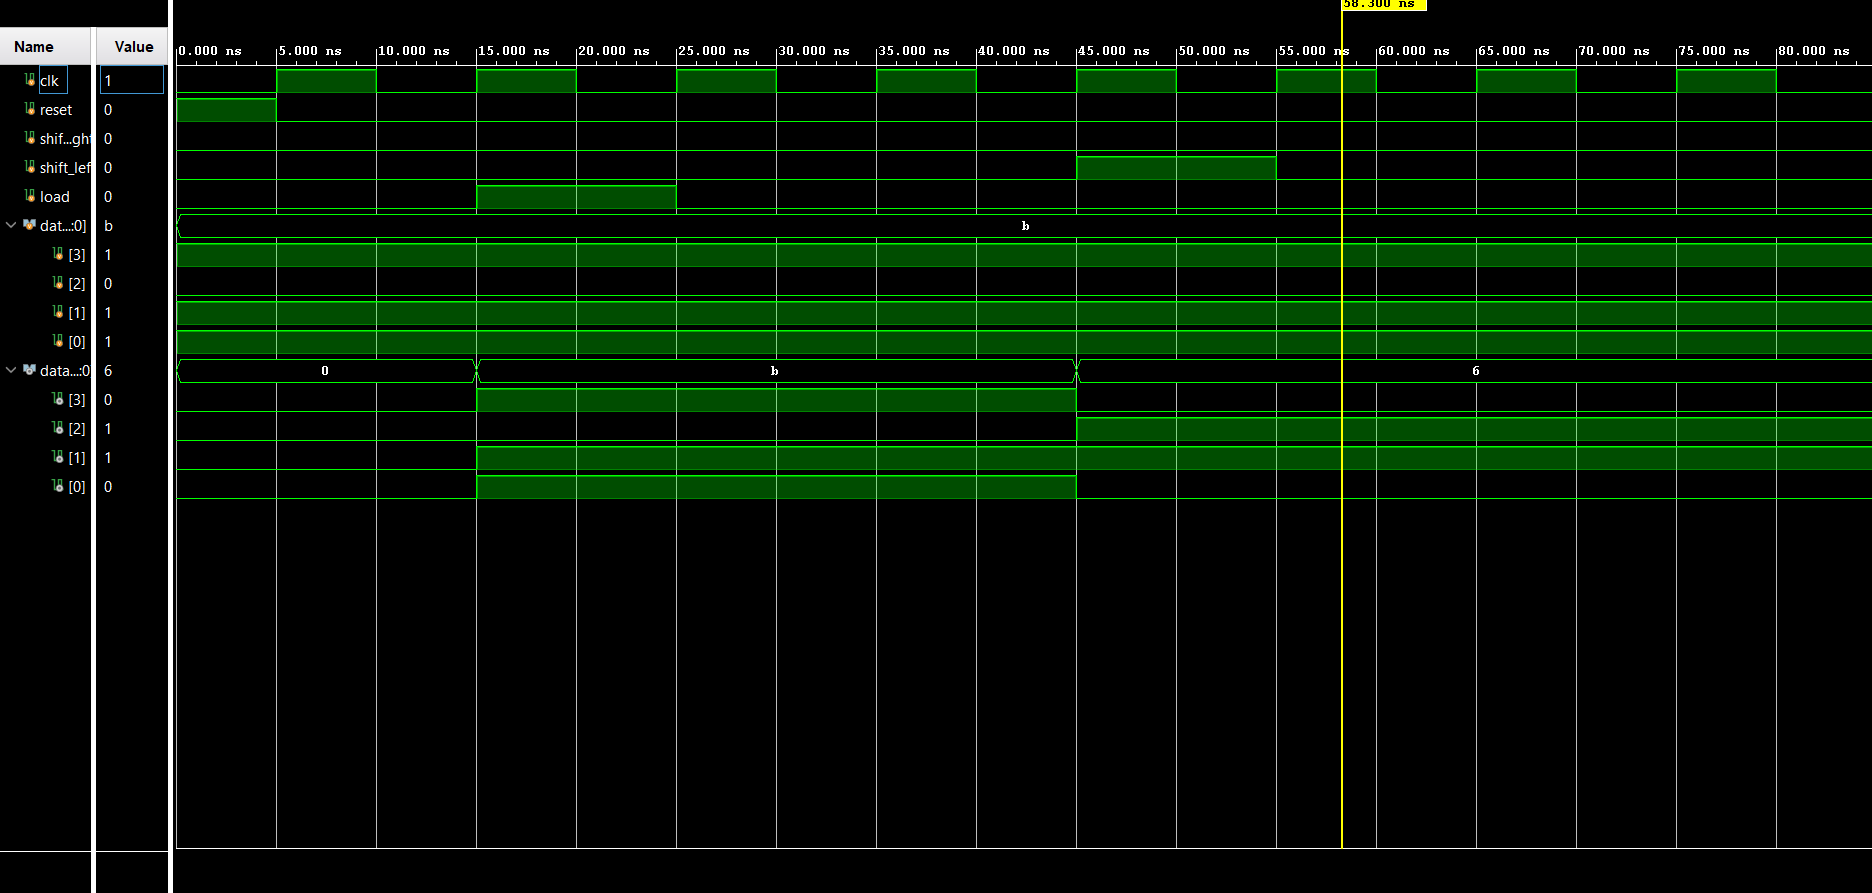 58.300 ns
Name Value
0.000 ns 5.000 ns 10.000 ns 15.000 ns 20.000 ns 25.000 ns 30.000 ns 35.000 ns 40.000 ns 45.000 ns 50.000 ns 55.000 ns 60.000 ns 65.000 ns 70.000 ns 75.000 ns 80.000 ns
clk 1
reset 0
shif...ght 0
shift_lef 0
load 0
dat...:0] b b
[3] 1
[2] 0
[1] 1
[0] 1
data...:0 6 0 b 6
[3] 0
[2] 1
[1] 1
[0] 0